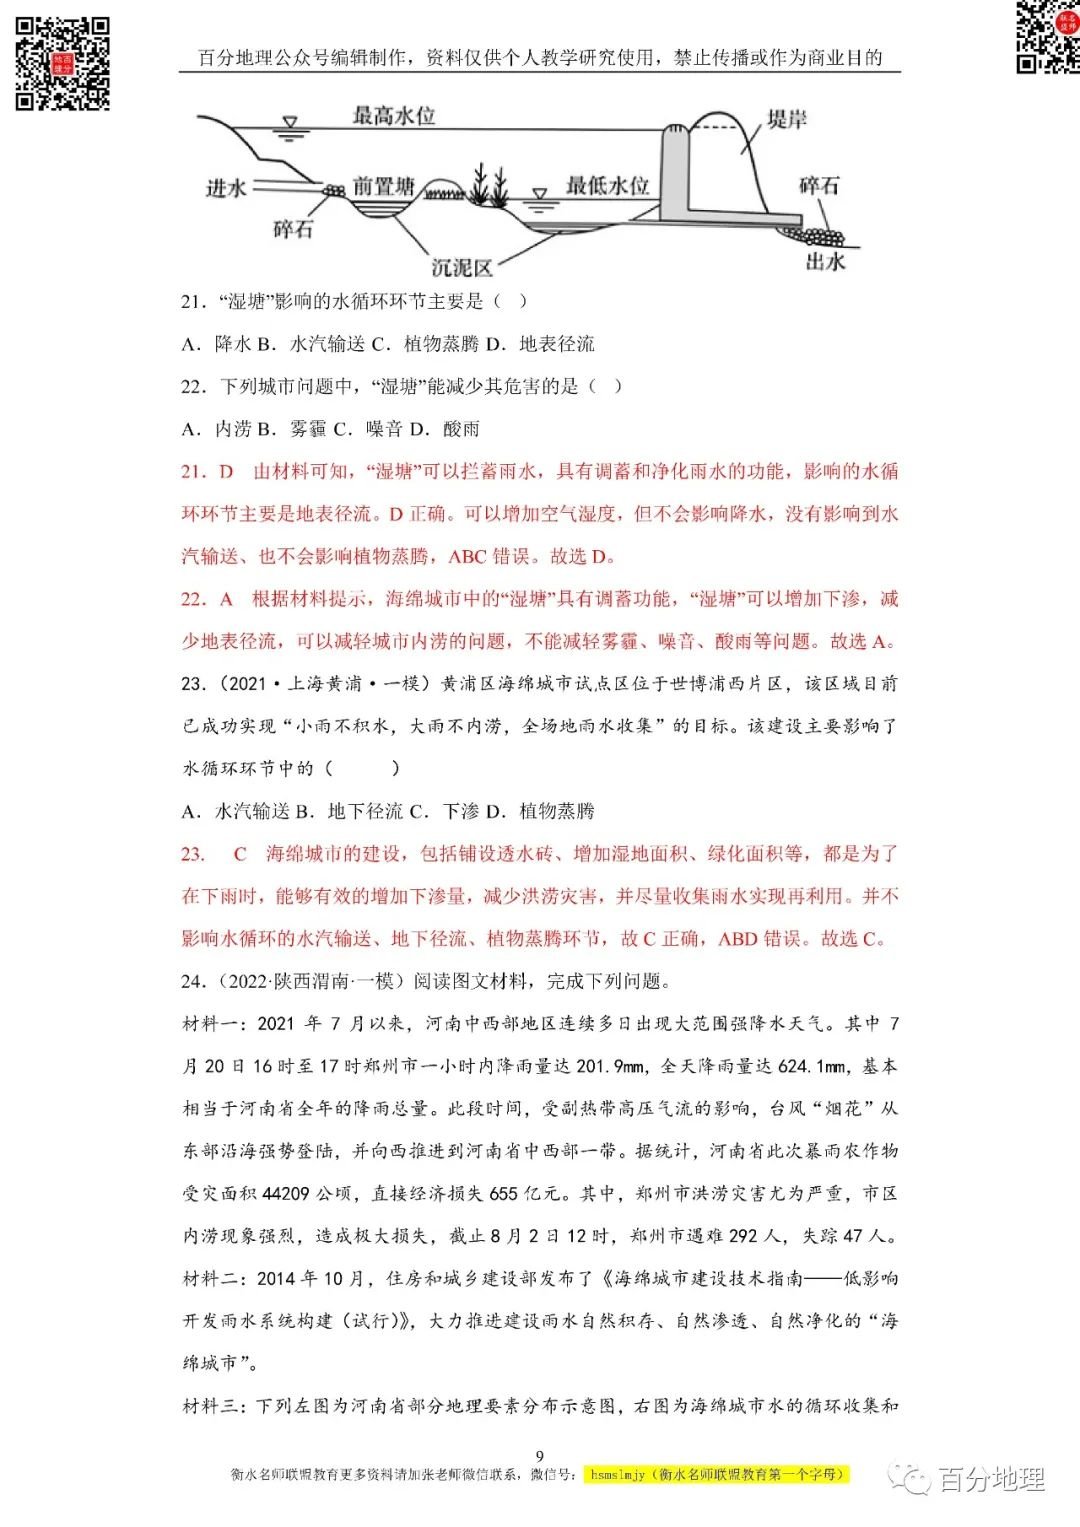 百分地理公众号编辑制作，资料仅供个人教学研究使用，禁止传播或作为商业目的
最高水位
堤岸
进水
前置塘
最低水位
碎石
碎石
沉泥区
出水
21．“湿塘”影响的水循环环节主要是（  ）
A．降水 B．水汽输送 C．植物蒸腾 D．地表径流
22．下列城市问题中，“湿塘”能减少其危害的是（  ）
A．内涝 B．雾霾 C．噪音 D．酸雨
21．D 由材料可知，“湿塘”可以拦蓄雨水，具有调蓄和净化雨水的功能，影响的水循
环环节主要是地表径流。D 正确。可以增加空气湿度，但不会影响降水，没有影响到水
汽输送、也不会影响植物蒸腾，ABC 错误。故选 D。
22．A 根据材料提示，海绵城市中的“湿塘”具有调蓄功能，“湿塘”可以增加下渗，减
少地表径流，可以减轻城市内涝的问题，不能减轻雾霾、噪音、酸雨等问题。故选 A。
23．（2021·上海黄浦·一模）黄浦区海绵城市试点区位于世博浦西片区，该区域目前
已成功实现“小雨不积水，大雨不内涝，全场地雨水收集”的目标。该建设主要影响了
水循环环节中的（      ）
A．水汽输送 B．地下径流 C．下渗 D．植物蒸腾
23. C 海绵城市的建设，包括铺设透水砖、增加湿地面积、绿化面积等，都是为了
在下雨时，能够有效的增加下渗量，减少洪涝灾害，并尽量收集雨水实现再利用。并不
影响水循环的水汽输送、地下径流、植物蒸腾环节，故 C 正确，ABD 错误。故选 C。
24．（2022·陕西渭南·一模）阅读图文材料，完成下列问题。
材料一：2021 年 7 月以来，河南中西部地区连续多日出现大范围强降水天气。其中 7
月 20 日 16 时至 17 时郑州市一小时内降雨量达 201.9mm，全天降雨量达 624.1mm，基本
相当于河南省全年的降雨总量。此段时间，受副热带高压气流的影响，台风“烟花”从
东部沿海强势登陆，并向西推进到河南省中西部一带。据统计，河南省此次暴雨农作物
受灾面积 44209 公顷，直接经济损失 655 亿元。其中，郑州市洪涝灾害尤为严重，市区
内涝现象强烈，造成极大损失，截止 8 月 2 日 12 时，郑州市遇难 292 人，失踪 47 人。
材料二：2014 年 10 月，住房和城乡建设部发布了《海绵城市建设技术指南——低影响
开发雨水系统构建（试行）》，大力推进建设雨水自然积存、自然渗透、自然净化的“海
绵城市”。
材料三：下列左图为河南省部分地理要素分布示意图，右图为海绵城市水的循环收集和
9
衡水名师联盟教育更多资料请加张老师微信联系，微信号： hsmslmjy（衡水名师联盟教育第一个字母）
百分地理